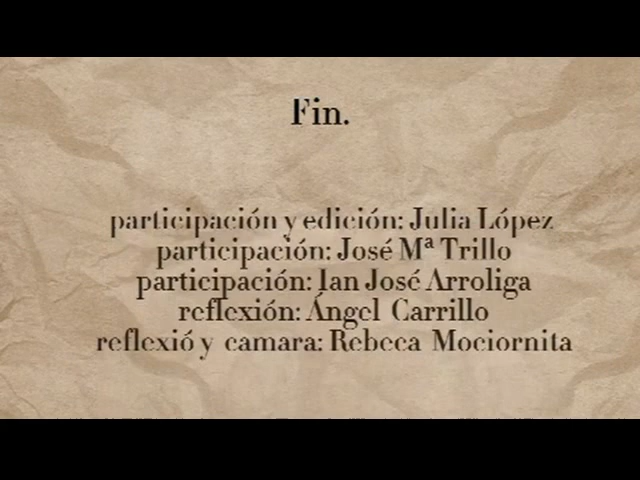 Fin.
participación y edición: Julia López
participación: José Mª Trillo
participación: Ian José Arroliga
reflexión: Ángel Carrillo
reflexió y camara: Rebeca Mociornita